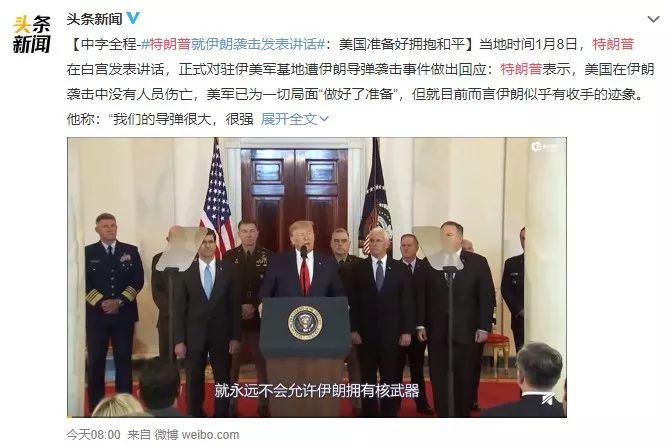 头条新闻
头条
新闻
【中字全程-#特朗普就伊朗袭击发表讲话#：美国准备好拥抱和平】当地时间1月8日，特朗普
在白宫发表讲话，正式对驻伊美军基地遭伊朗导弹袭击事件做出回应：特朗普表示，美国在伊朗
袭击中没有人员伤亡，美军已为一切局面“做好了准备”，但就目前而言伊朗似乎有收手的迹象。
他称：“我们的导弹很大，很强 展开全文
就永远不会允许伊朗拥有核武器
今天08:00 来自 微博 weibo.com